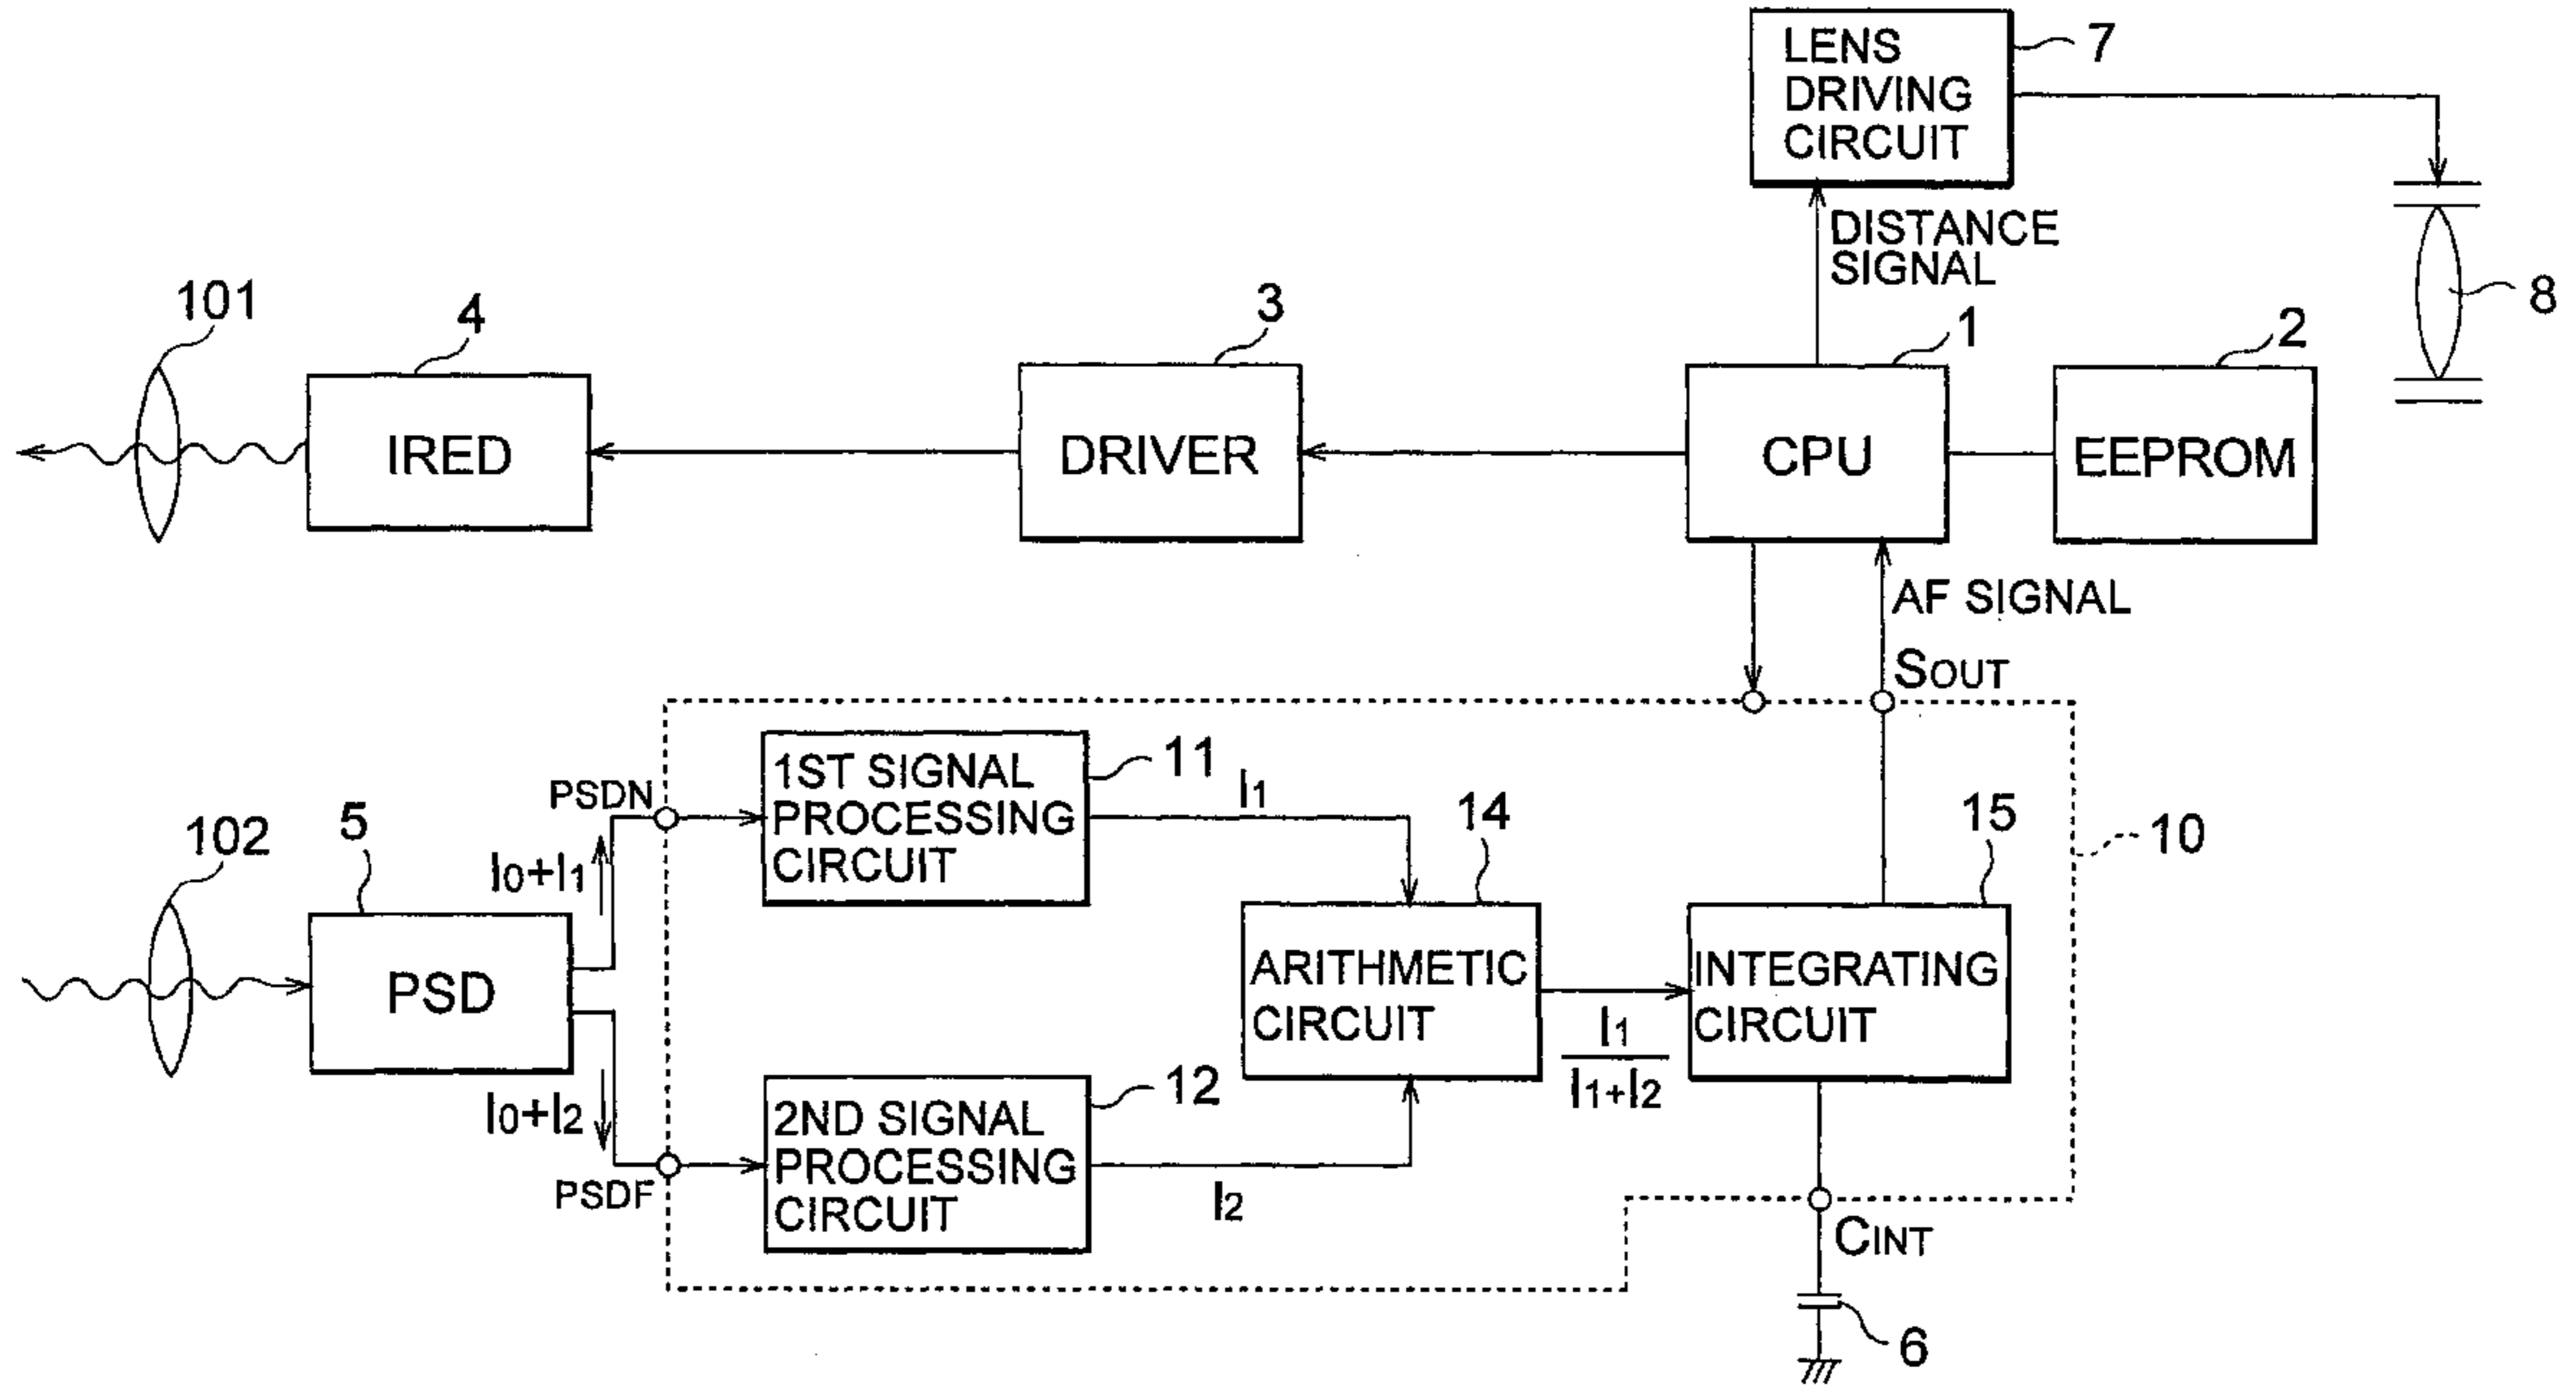 LENS
DRIVING
CIRCUIT
7
DISTANCE
SIGNAL
8
101
4
3
1
2
IRED
DRIVER
CPU
EEPROM
AF SIGNAL
SOUT
1ST SIGNAL
PROCESSING
CIRCUIT
11
PSDN
I1
14
15
10
102
5
I0+I1
PSD
ARITHMETIC
CIRCUIT
INTEGRATING
CIRCUIT
I1
I1+I2
I0+I2
PSDF
2ND SIGNAL
PROCESSING
CIRCUIT
12
I2
CINT
6